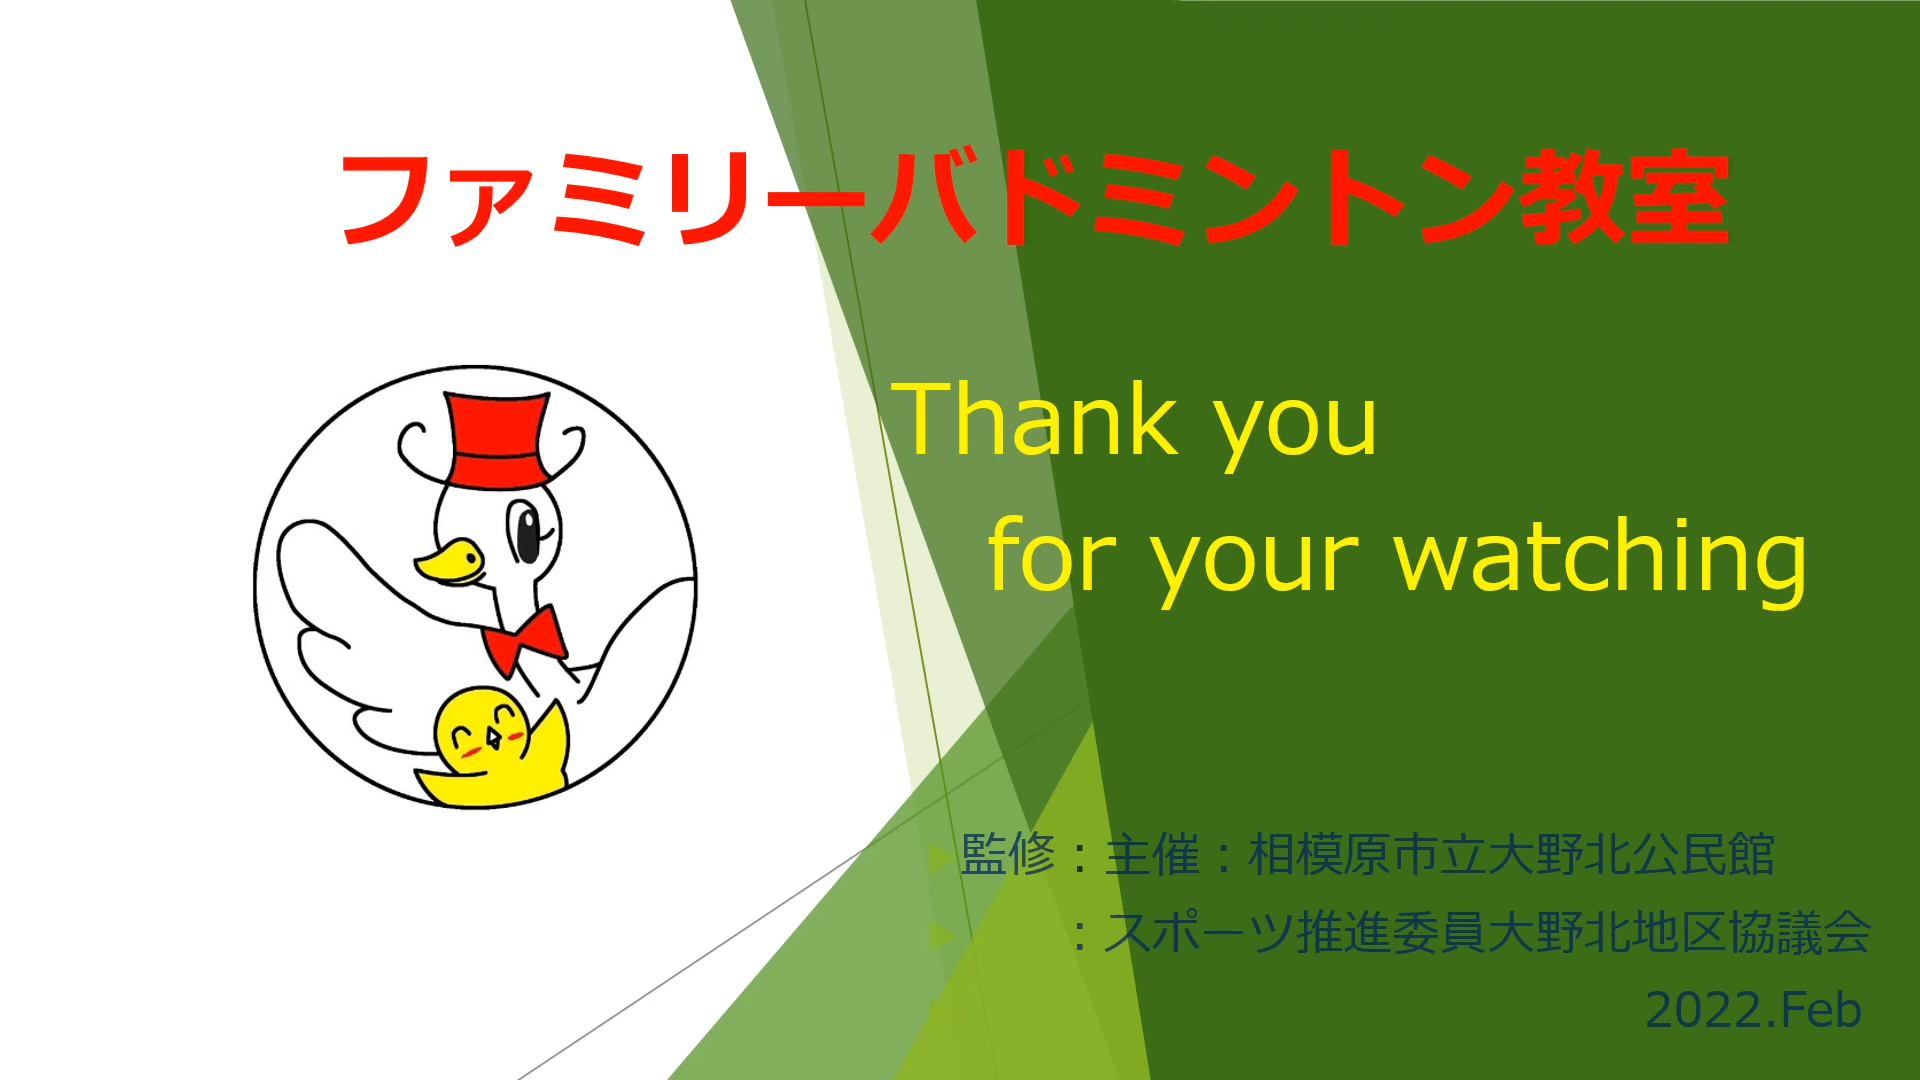 ファミリーバドミントン教室
Thank you
for your watching
監修：主催：相模原市立大野北公民館
：スポーツ推進委員大野北地区協議会
2022.Feb